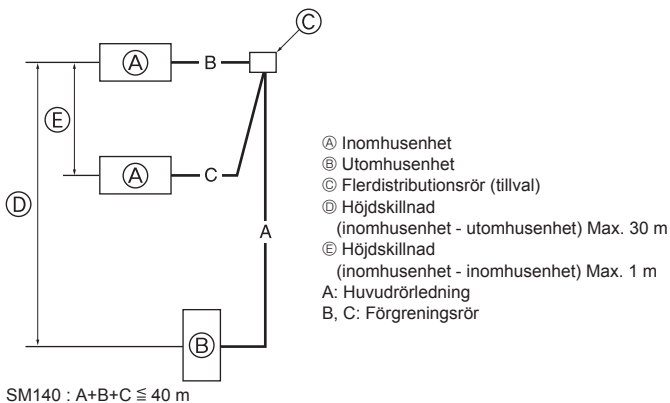 Ⓒ
Ⓐ B
Ⓔ
Ⓐ C
Ⓓ
A
Ⓑ
Ⓐ Inomhusenhet
Ⓑ Utomhusenhet
Ⓒ Flerdistributionsrör (tillval)
Ⓓ Höjdskillnad
(inomhusenhet - utomhusenhet) Max. 30 m
Ⓔ Höjdskillnad
(inomhusenhet - inomhusenhet) Max. 1 m
A: Huvudrörledning
B, C: Förgreningsrör
SM140 : A+B+C ≦ 40 m